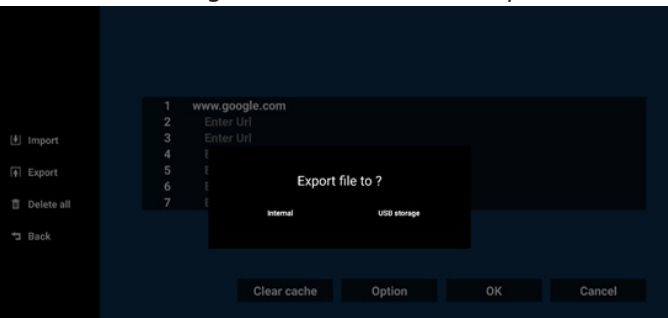 Import
Export
Delete all
Back
1 www.google.com
2 Enter Url
3 Enter Url
4 E
5 E
6 E
7 E
Export file to ?
Internal
USB storage
Clear cache
Option
OK
Cancel